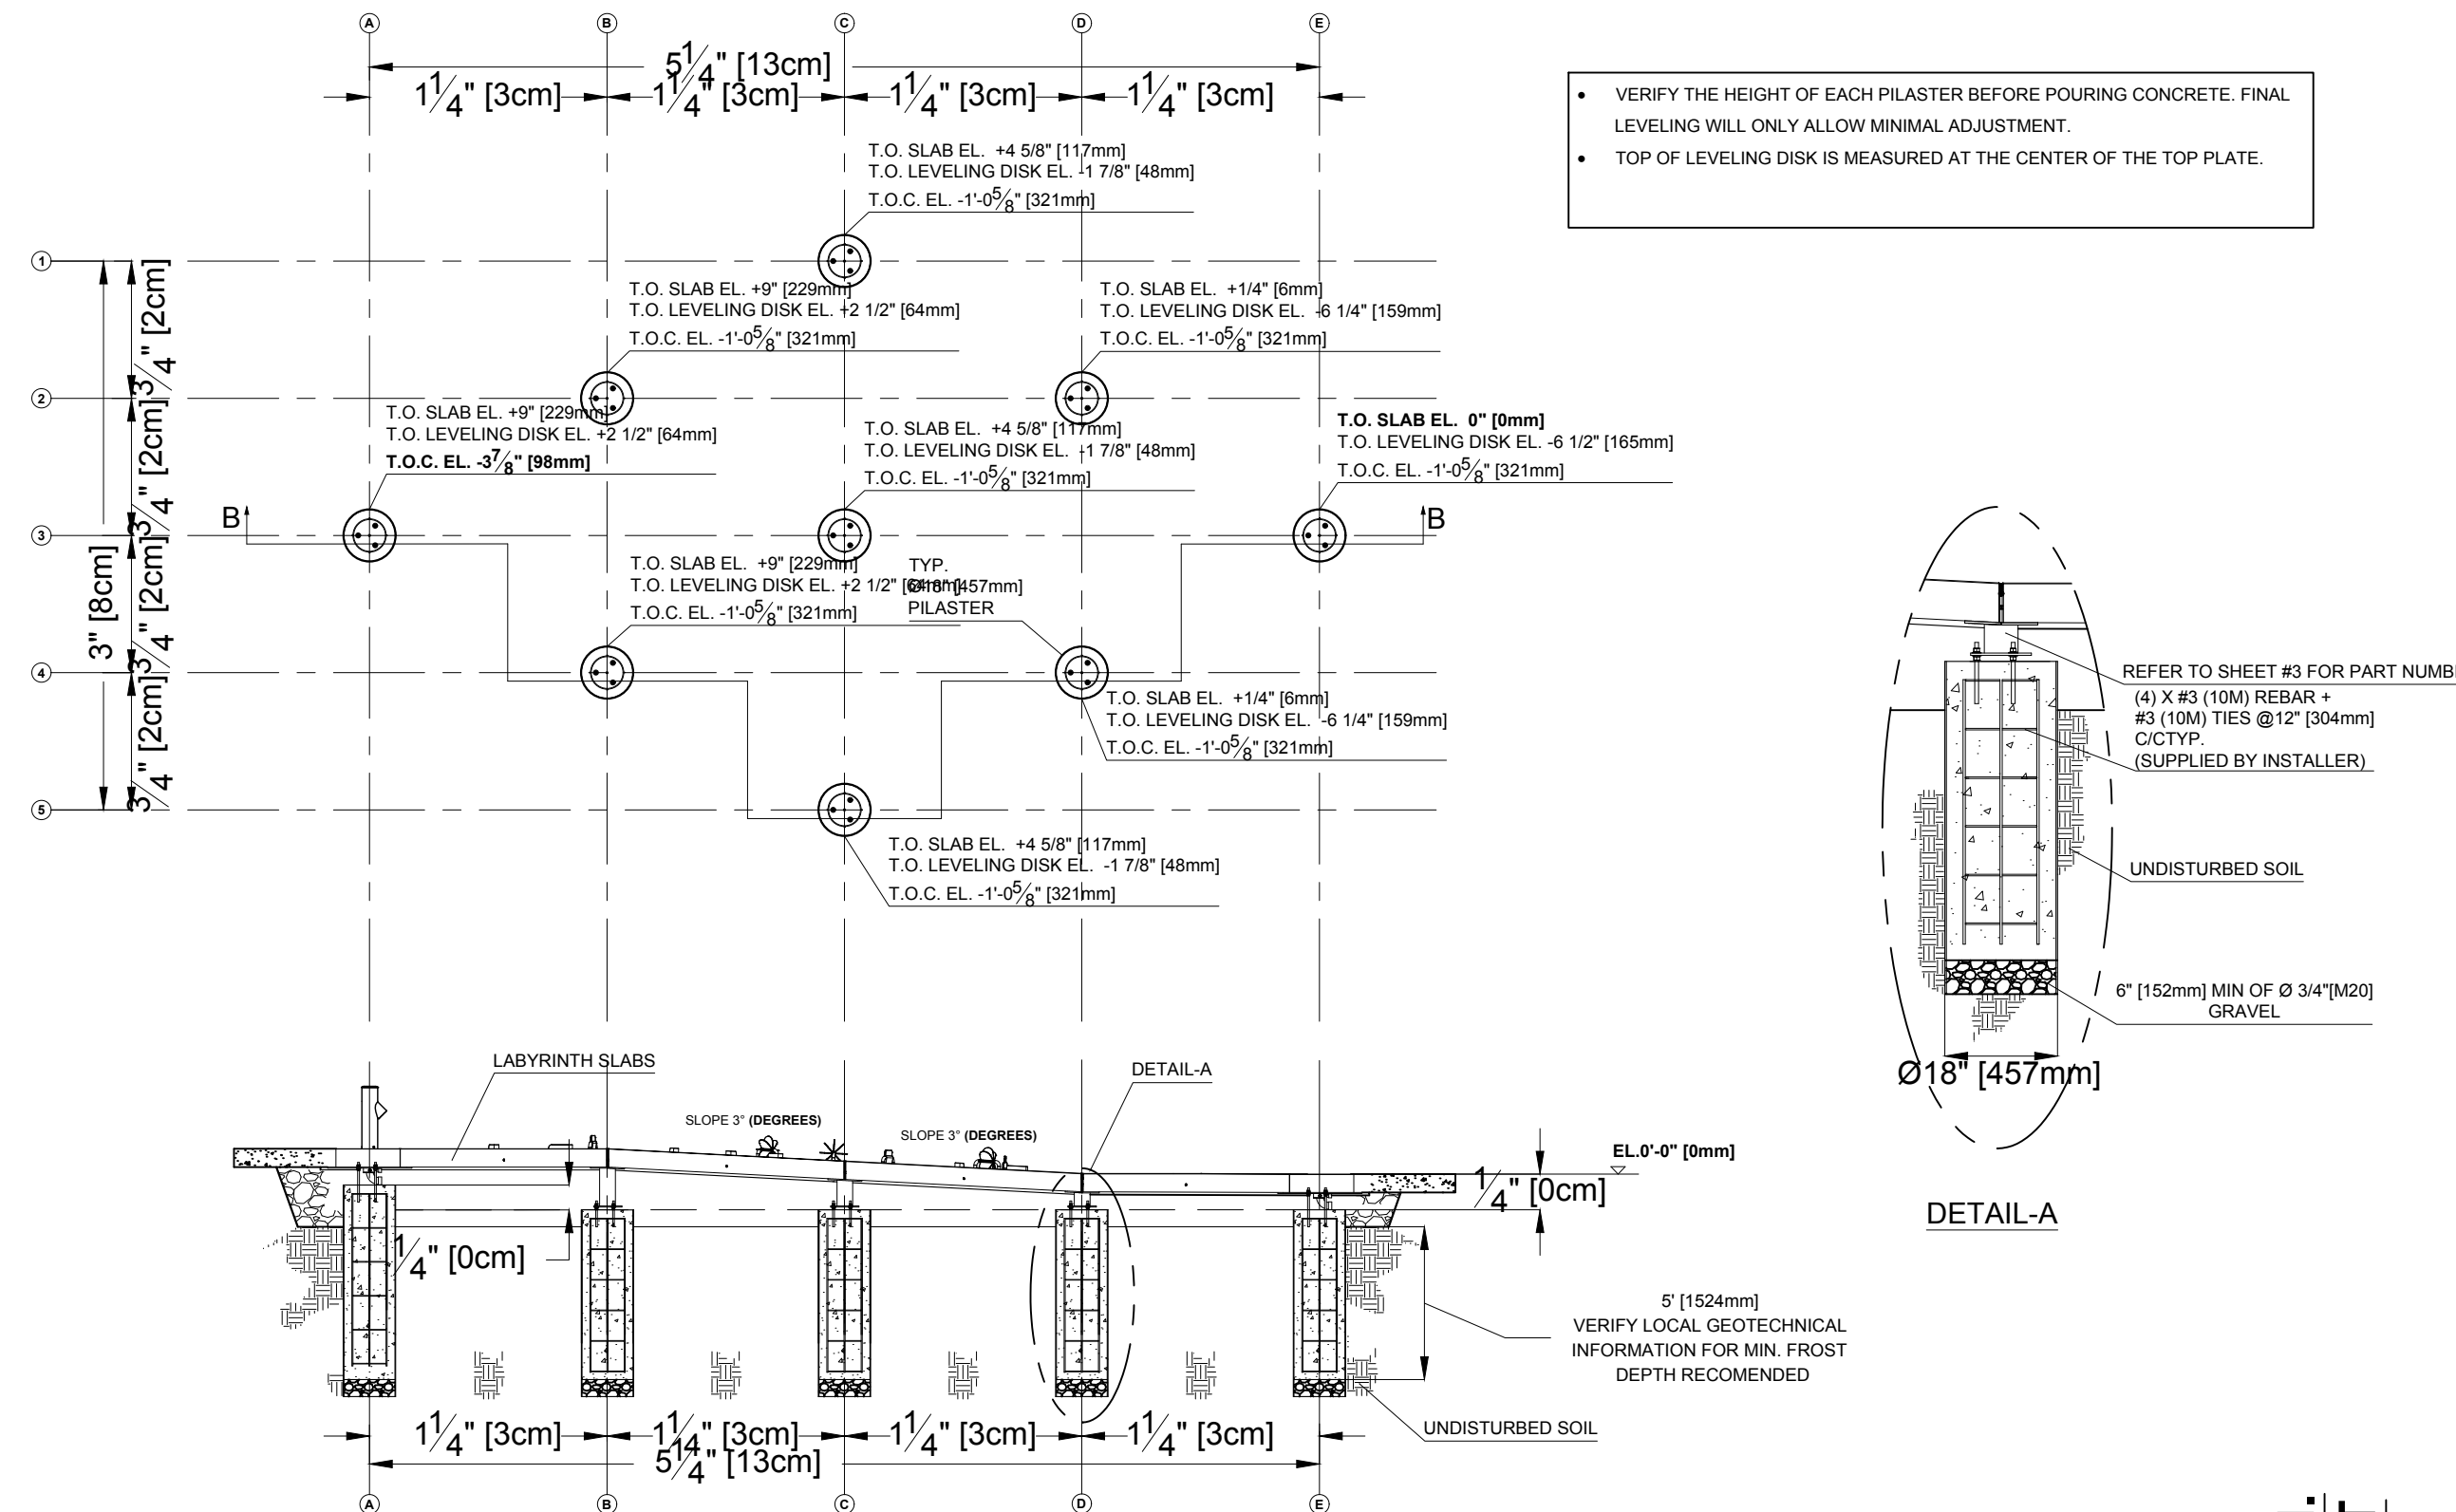 A
B
C
D
E
5 1/4" [13cm]
1 1/4" [3cm]
1 1/4" [3cm]
1 1/4" [3cm]
1 1/4" [3cm]
• VERIFY THE HEIGHT OF EACH PILASTER BEFORE POURING CONCRETE. FINAL
LEVELING WILL ONLY ALLOW MINIMAL ADJUSTMENT.
• TOP OF LEVELING DISK IS MEASURED AT THE CENTER OF THE TOP PLATE.
T.O. SLAB EL. +4 5/8" [117mm]
T.O. LEVELING DISK EL. -1 7/8" [48mm]
T.O.C. EL. -1'-0 5/8" [321mm]
1
T.O. SLAB EL. +9" [229mm]
T.O. LEVELING DISK EL. +2 1/2" [64mm]
T.O.C. EL. -1'-0 5/8" [321mm]
T.O. SLAB EL. +1/4" [6mm]
T.O. LEVELING DISK EL. -6 1/4" [159mm]
T.O.C. EL. -1'-0 5/8" [321mm]
3/4" [2cm]
2
T.O. SLAB EL. +9" [229mm]
T.O. LEVELING DISK EL. +2 1/2" [64mm]
T.O.C. EL. -3 7/8" [98mm]
T.O. SLAB EL. +4 5/8" [117mm]
T.O. LEVELING DISK EL. -1 7/8" [48mm]
T.O.C. EL. -1'-0 5/8" [321mm]
T.O. SLAB EL. 0" [0mm]
T.O. LEVELING DISK EL. -6 1/2" [165mm]
T.O.C. EL. -1'-0 5/8" [321mm]
3/4" [2cm]
B
B
3
3" [8cm]
3/4" [2cm]
T.O. SLAB EL. +9" [229mm]
T.O. LEVELING DISK EL. +2 1/2" [64mm]
T.O.C. EL. -1'-0 5/8" [321mm]
TYP.
Ø18" [457mm]
PILASTER
4
T.O. SLAB EL. +1/4" [6mm]
T.O. LEVELING DISK EL. -6 1/4" [159mm]
T.O.C. EL. -1'-0 5/8" [321mm]
3/4" [2cm]
5
T.O. SLAB EL. +4 5/8" [117mm]
T.O. LEVELING DISK EL. -1 7/8" [48mm]
T.O.C. EL. -1'-0 5/8" [321mm]
REFER TO SHEET #3 FOR PART
(4) X #3 (10M) REBAR +
#3 (10M) TIES @12" [304mm]
C/CTYP.
(SUPPLIED BY INSTALLER)
UNDISTURBED SOIL
6" [152mm] MIN OF Ø 3/4"[M20]
GRAVEL
Ø18" [457mm]
DETAIL-A
LABYRINTH SLABS
DETAIL-A
SLOPE 3° (DEGREES)
SLOPE 3° (DEGREES)
EL.0'-0" [0mm]
1/4" [0cm]
1/4" [0cm]
5' [1524mm]
VERIFY LOCAL GEOTECHNICAL
INFORMATION FOR MIN. FROST
DEPTH RECOMENDED
UNDISTURBED SOIL
1 1/4" [3cm]
1 1/4" [3cm]
1 1/4" [3cm]
1 1/4" [3cm]
5 1/4" [13cm]
A
B
C
D
E